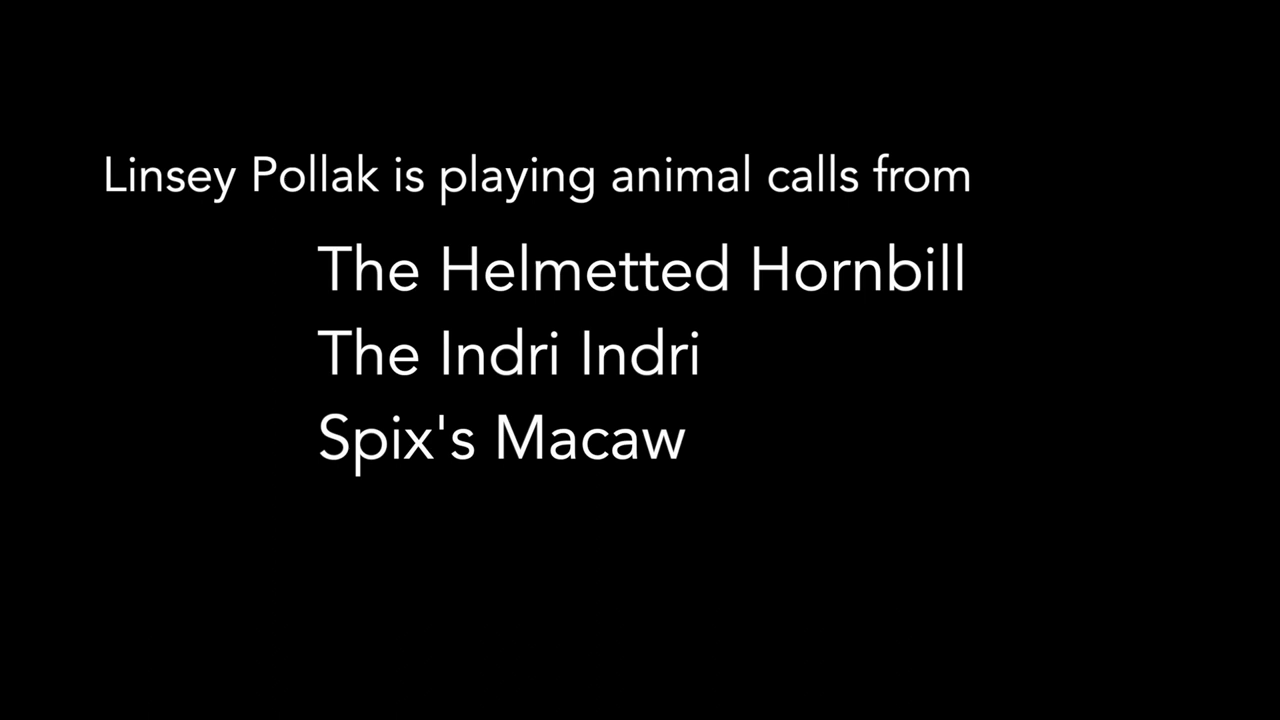 Linsey Pollak is playing animal calls from
The Helmetted Hornbill
The Indri Indri
Spix's Macaw